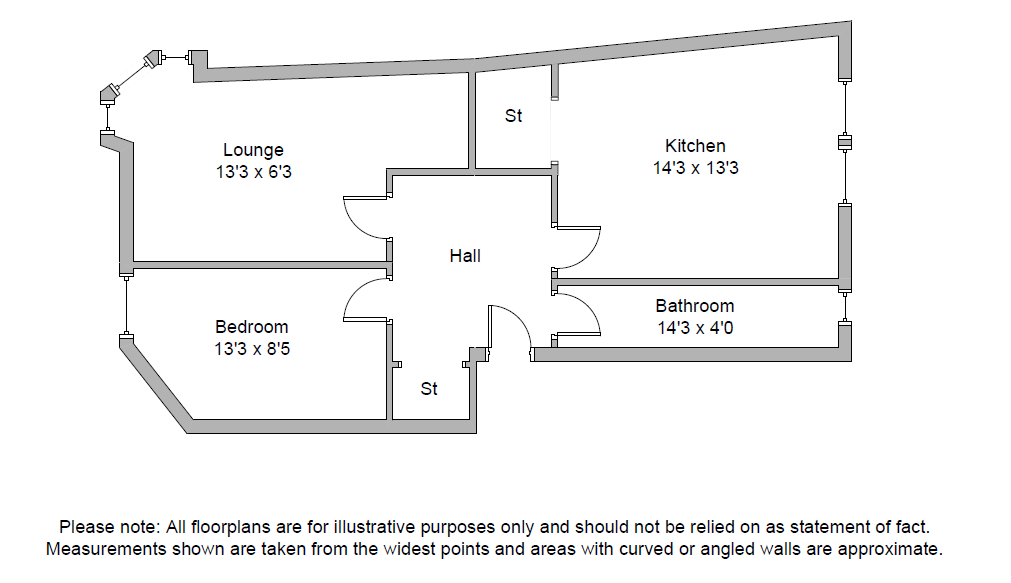 St
Kitchen
14'3 x 13'3
Lounge
13'3 x 6'3
Hall
Bathroom
14'3 x 4'0
Bedroom
13'3 x 8'5
St
Please note: All floorplans are for illustrative purposes only and should not be relied on as statement of fact.
Measurements shown are taken from the widest points and areas with curved or angled walls are approximate.